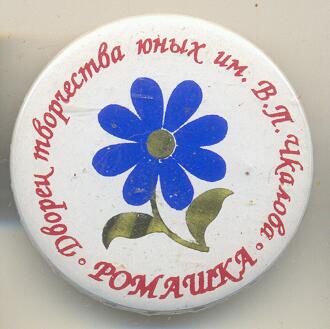 Дворец творчества юных им. В.П. Чкалова
• РОМАШКА •